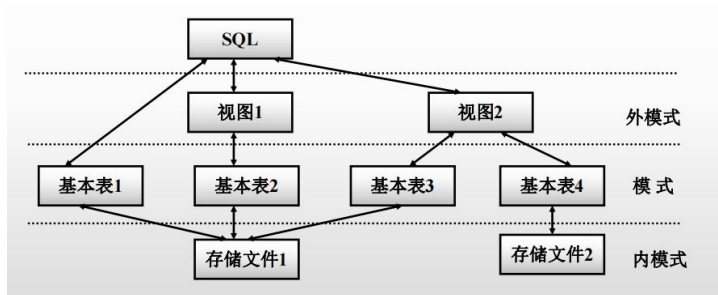 SQL
视图1
视图2
外模式
基本表1
基本表2
基本表3
基本表4
模 式
存储文件1
存储文件2
内模式